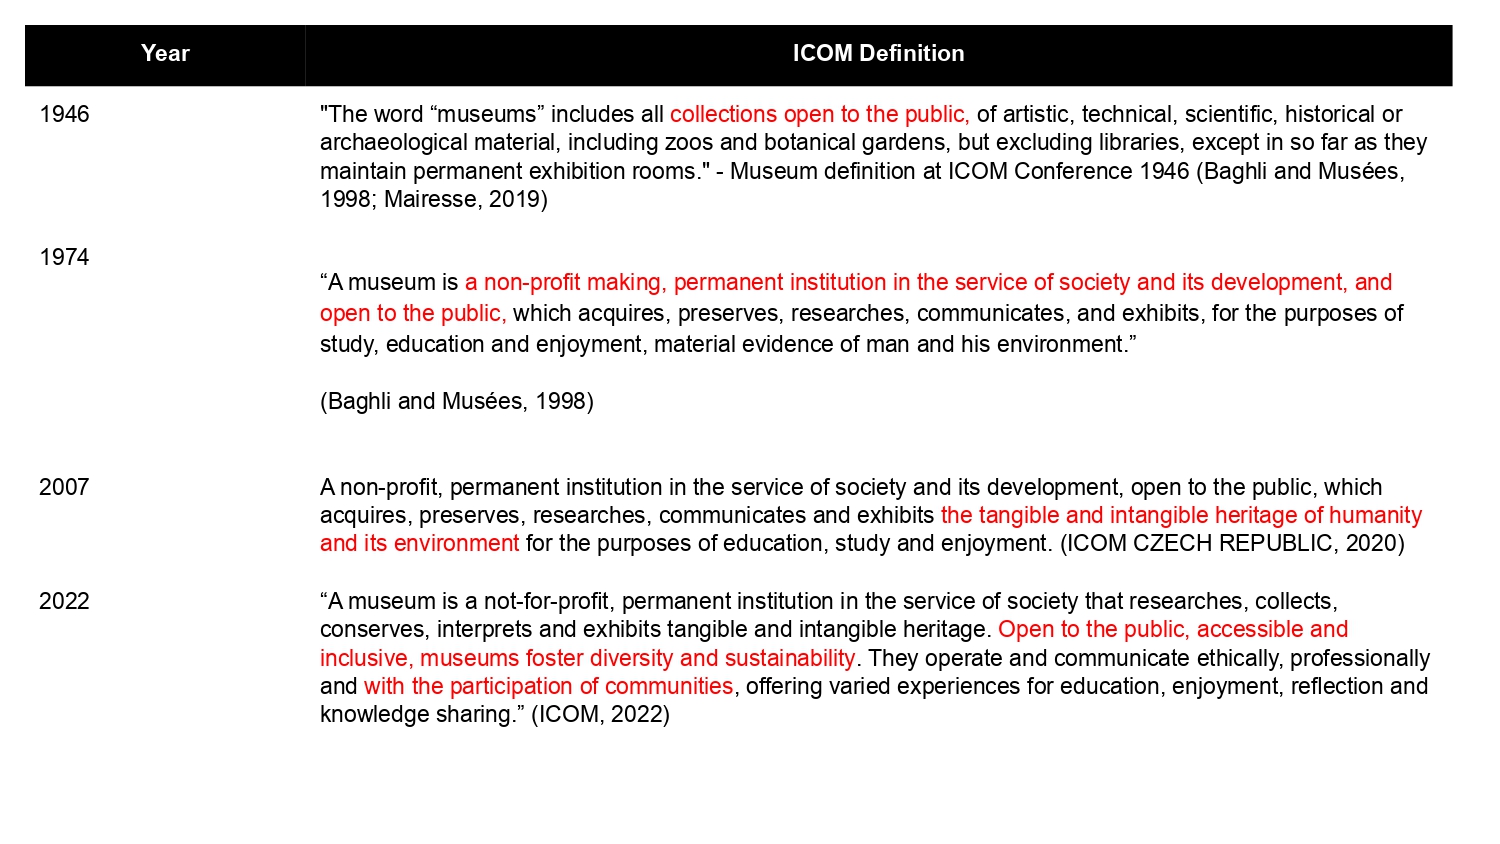 Year
ICOM Definition
1946
"The word “museums” includes all collections open to the public, of artistic, technical, scientific, historical or
archaeological material, including zoos and botanical gardens, but excluding libraries, except in so far as they
maintain permanent exhibition rooms." - Museum definition at ICOM Conference 1946 (Baghli and Musées,
1998; Mairesse, 2019)
1974
“A museum is a non-profit making, permanent institution in the service of society and its development, and
open to the public, which acquires, preserves, researches, communicates, and exhibits, for the purposes of
study, education and enjoyment, material evidence of man and his environment.”
(Baghli and Musées, 1998)
2007
A non-profit, permanent institution in the service of society and its development, open to the public, which
acquires, preserves, researches, communicates and exhibits the tangible and intangible heritage of humanity
and its environment for the purposes of education, study and enjoyment. (ICOM CZECH REPUBLIC, 2020)
2022
“A museum is a not-for-profit, permanent institution in the service of society that researches, collects,
conserves, interprets and exhibits tangible and intangible heritage. Open to the public, accessible and
inclusive, museums foster diversity and sustainability. They operate and communicate ethically, professionally
and with the participation of communities, offering varied experiences for education, enjoyment, reflection and
knowledge sharing.” (ICOM, 2022)